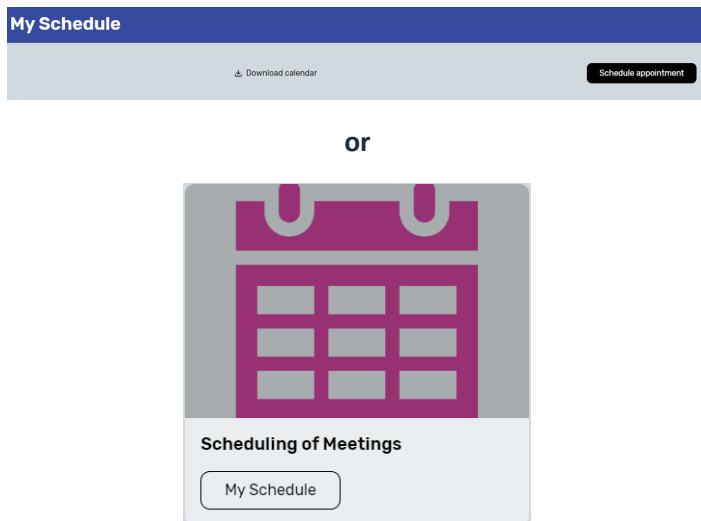 My Schedule
Download calendar
Schedule appointment
or
Scheduling of Meetings
My Schedule